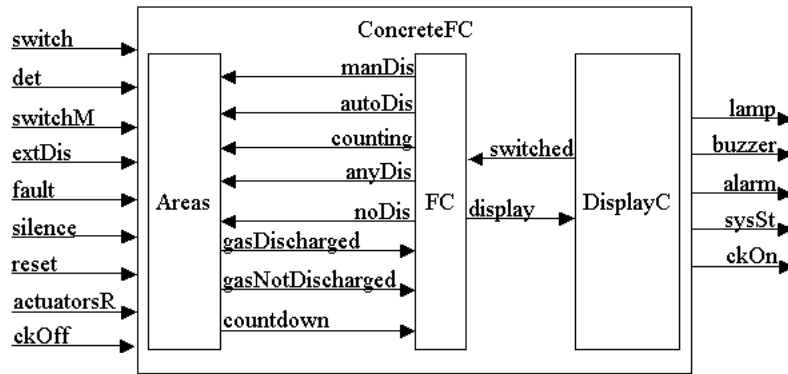 ConcreteFC
switch
det
switchM
extDis
fault
silence
reset
actuatorsR
ckOff
Areas
manDis
autoDis
counting
anyDis
noDis
gasDischarged
gasNotDischarged
countdown
FC
switched
display
DisplayC
lamp
buzzer
alarm
sysSt
ckOn